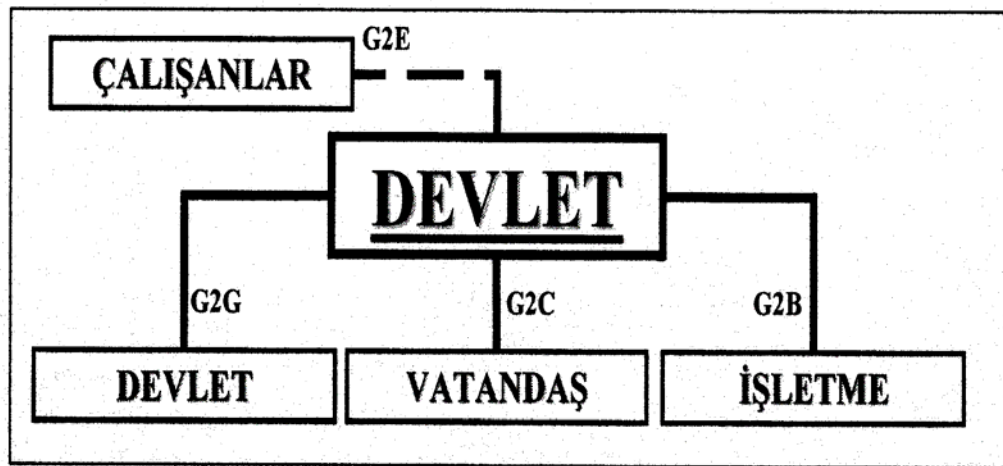 G2E
ÇALIŞANLAR
DEVLET
G2G
G2C
G2B
DEVLET
VATANDAŞ
İŞLETME